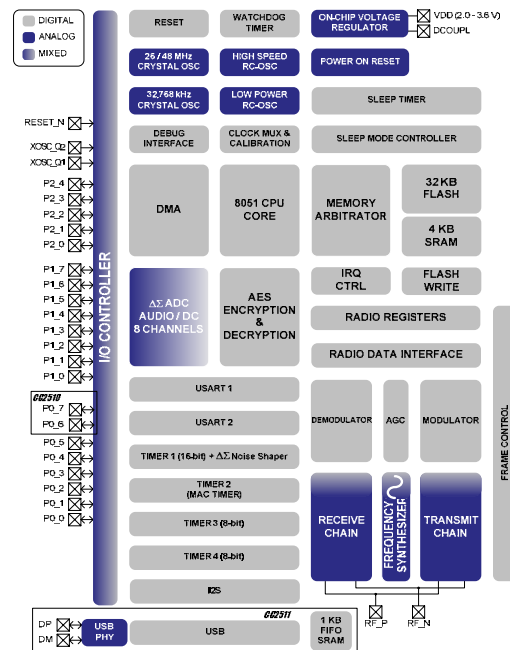 DIGITAL
ANALOG
MIXED
RESET
WATCHDOG
TIMER
ON-CHIP VOLTAGE
REGULATOR
VDD (2.0 - 3.6 V)
DCOUPL
26 / 48 MHz
CRYSTAL OSC
HIGH SPEED
RC-OSC
POWER ON RESET
32,768 kHz
CRYSTAL OSC
LOW POWER
RC-OSC
SLEEP TIMER
RESET_N
XOSC_Q2
XOSC_Q1
DEBUG
INTERFACE
CLOCK MUX &
CALIBRATION
SLEEP MODE CONTROLLER
P2_4
P2_3
P2_2
P2_1
P2_0
DMA
8051 CPU
CORE
MEMORY
ARBITRATOR
32 KB
FLASH
4 KB
SRAM
I/O CONTROLLER
P1_7
P1_6
P1_5
P1_4
P1_3
P1_2
P1_1
P1_0
ΔΣ ADC
AUDIO / DC
8 CHANNELS
AES
ENCRYPTION
&
DECRYPTION
IRQ
CTRL
FLASH
WRITE
RADIO REGISTERS
RADIO DATA INTERFACE
CC2510
P0_7
P0_6
P0_5
P0_4
P0_3
P0_2
P0_1
P0_0
USART 1
USART 2
TIMER 1 (16-bit) + ΔΣ Noise Shaper
TIMER 2
(MAC TIMER)
TIMER 3 (8-bit)
TIMER 4 (8-bit)
I2S
DEMODULATOR
AGC
MODULATOR
FRAME CONTROL
RECEIVE
CHAIN
FREQUENCY
SYNTHESIZER
TRANSMIT
CHAIN
RF_P
RF_N
CC2511
DP
DM
USB
PHY
USB
1 KB
FIFO
SRAM